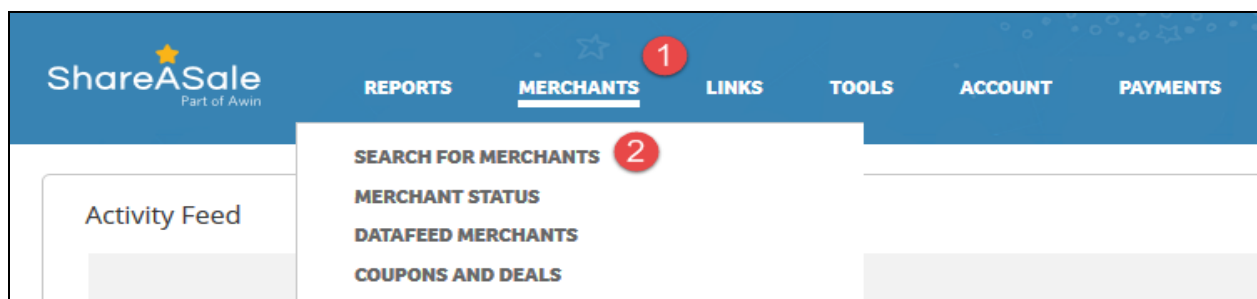 ShareASale
Part of Awin
REPORTS MERCHANTS 1 LINKS TOOLS ACCOUNT PAYMENTS
SEARCH FOR MERCHANTS 2
MERCHANT STATUS
Activity Feed
DATAFEED MERCHANTS
COUPONS AND DEALS